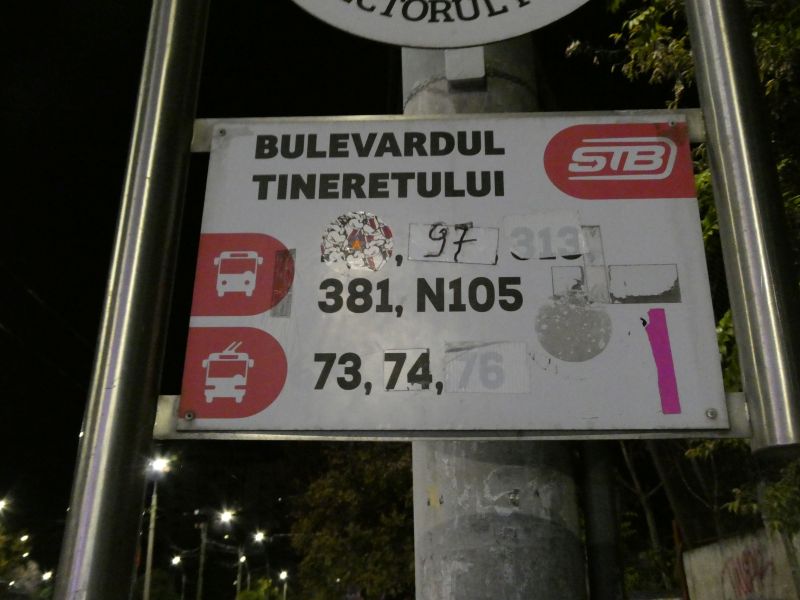 BULEVARDUL
TINERETULUI
STB
, 97, 313,
381, N105
73, 74, 76